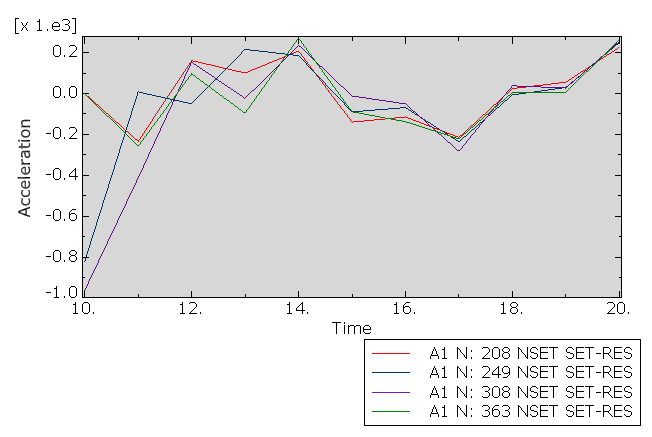 [x 1.e3]
0.2
0.0
-0.2
-0.4
-0.6
-0.8
-1.0
Acceleration
10. 12. 14. 16. 18. 20.
Time
A1 N: 208 NSET SET-RES
A1 N: 249 NSET SET-RES
A1 N: 308 NSET SET-RES
A1 N: 363 NSET SET-RES